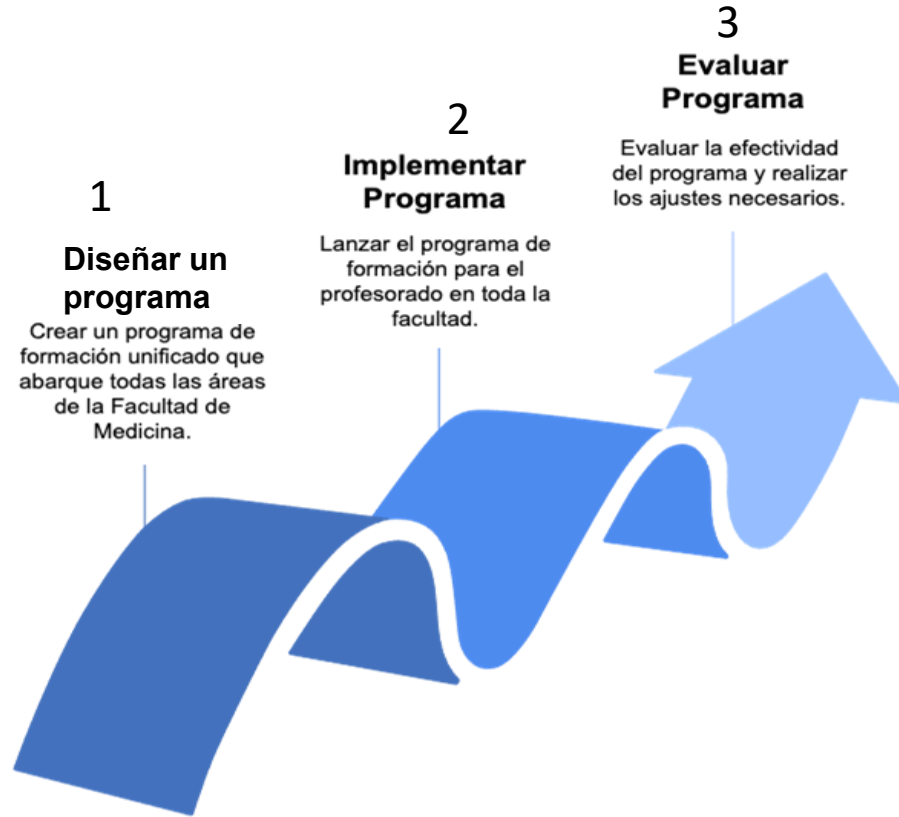 1
Diseñar un
programa
Crear un programa de
formación unificado que
abarque todas las áreas
de la Facultad de
Medicina.
2
Implementar
Programa
Lanzar el programa de
formación para el
profesorado en toda la
facultad.
3
Evaluar
Programa
Evaluar la efectividad
del programa y realizar
los ajustes necesarios.